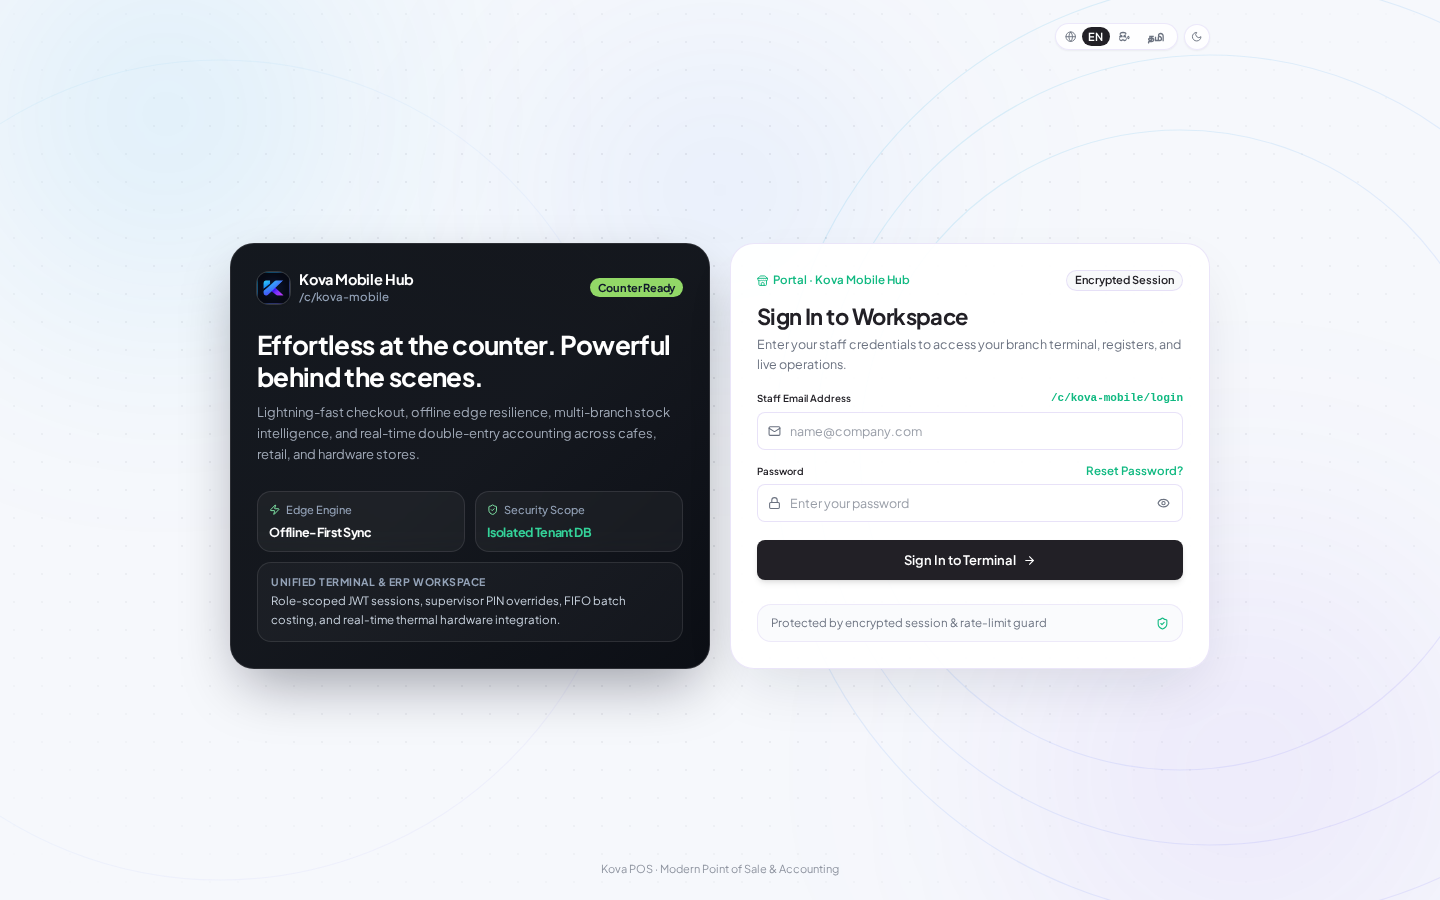 EN
සිං
தமி
Kova Mobile Hub
/c/kova-mobile
Counter Ready
Effortless at the counter. Powerful
behind the scenes.
Lightning-fast checkout, offline edge resilience, multi-branch stock
intelligence, and real-time double-entry accounting across cafes,
retail, and hardware stores.
Edge Engine
Offline-First Sync
Security Scope
Isolated Tenant DB
UNIFIED TERMINAL & ERP WORKSPACE
Role-scoped JWT sessions, supervisor PIN overrides, FIFO batch
costing, and real-time thermal hardware integration.
Portal · Kova Mobile Hub
Encrypted Session
Sign In to Workspace
Enter your staff credentials to access your branch terminal, registers, and
live operations.
Staff Email Address
/c/kova-mobile/login
name@company.com
Password
Reset Password?
Enter your password
Sign In to Terminal →
Protected by encrypted session & rate-limit guard
Kova POS · Modern Point of Sale & Accounting